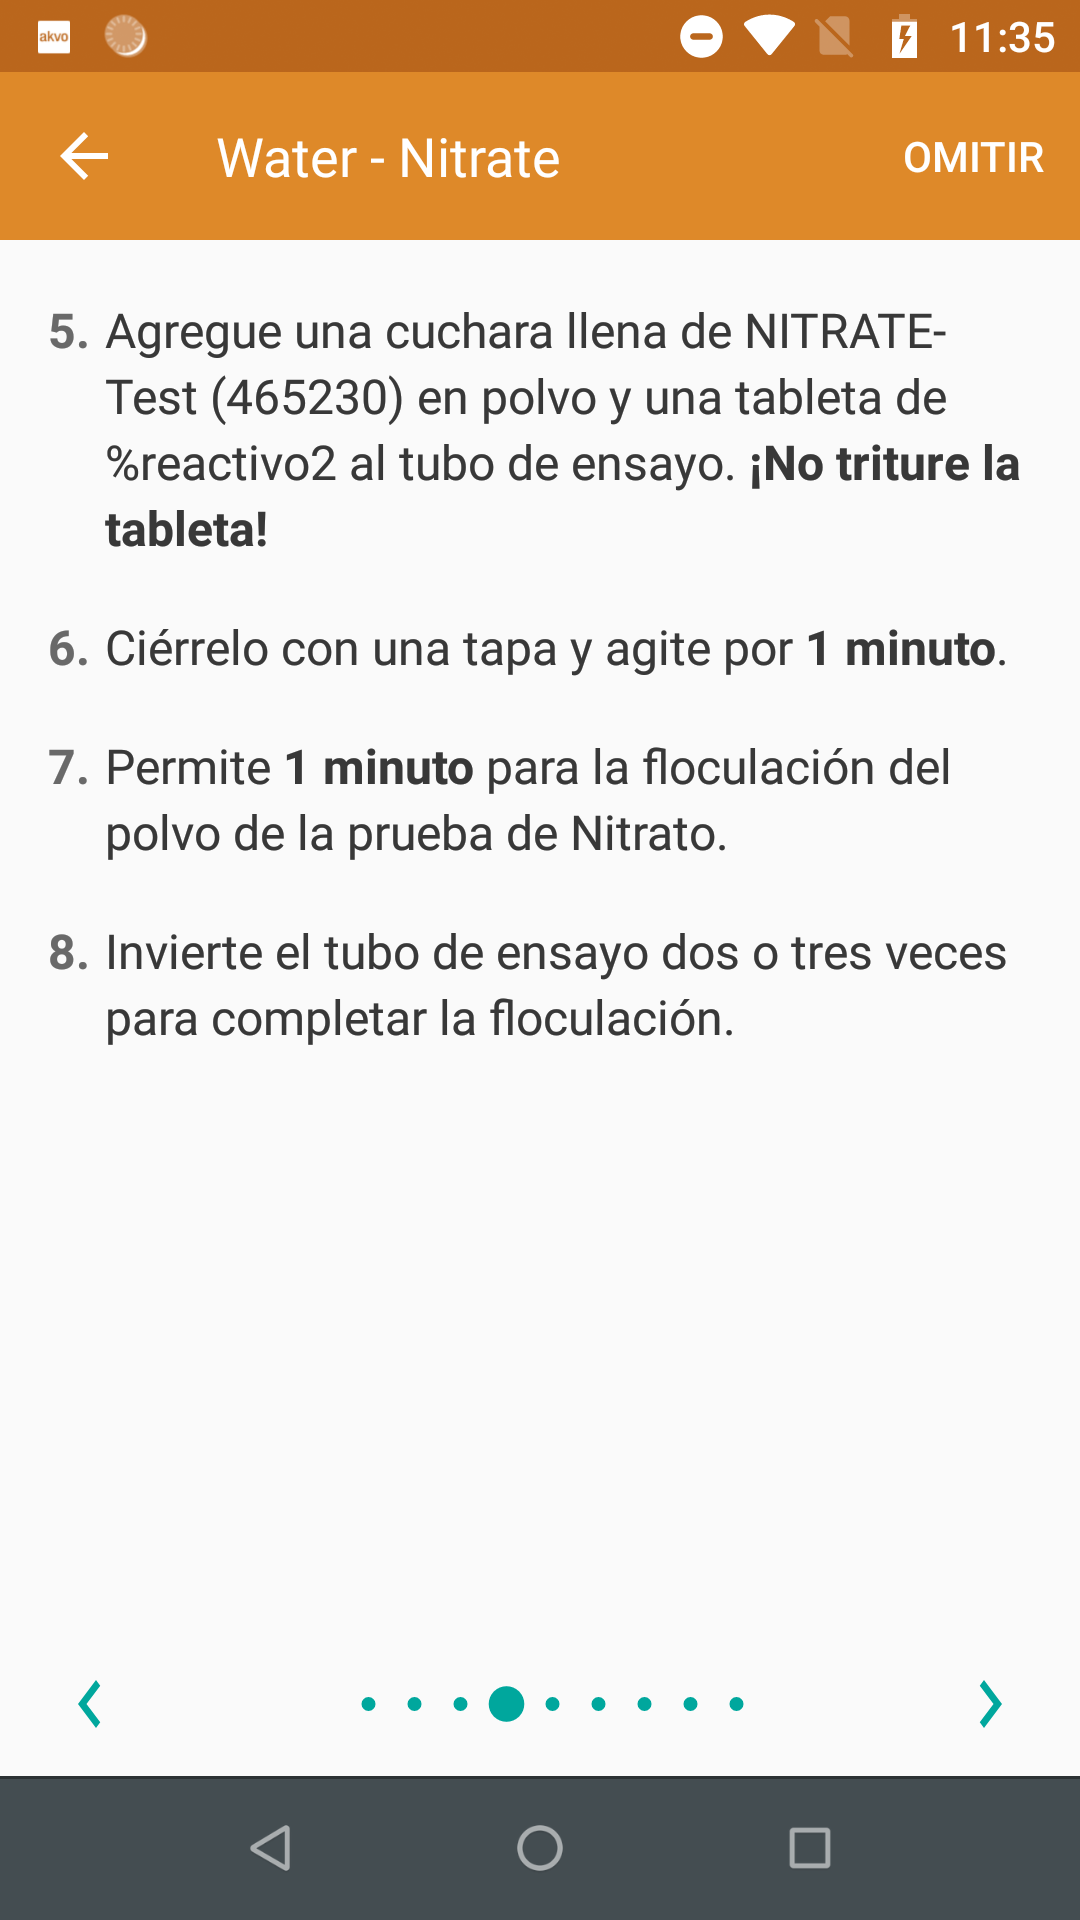 akvo
11:35
Water - Nitrate
OMITIR
5. Agregue una cuchara llena de NITRATE-
Test (465230) en polvo y una tableta de
%reactivo2 al tubo de ensayo. ¡No triture la
tableta!
6. Ciérrelo con una tapa y agite por 1 minuto.
7. Permite 1 minuto para la floculación del
polvo de la prueba de Nitrato.
8. Invierte el tubo de ensayo dos o tres veces
para completar la floculación.